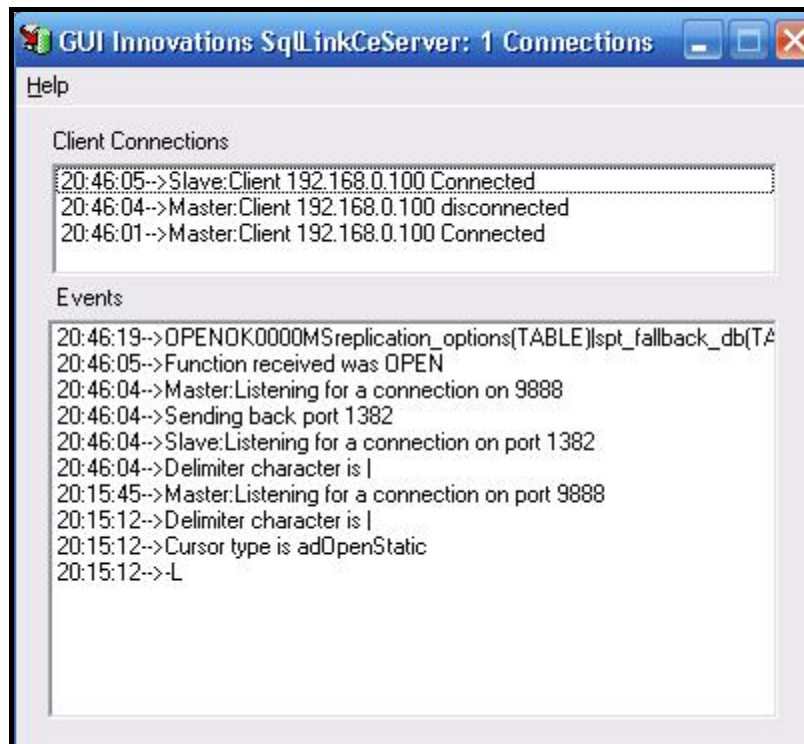 GUI Innovations SqlLinkCeServer: 1 Connections
Help
Client Connections
20:46:05-->Slave:Client 192.168.0.100 Connected
20:46:04-->Master:Client 192.168.0.100 disconnected
20:46:01-->Master:Client 192.168.0.100 Connected
Events
20:46:19-->OPENOK0000MSreplication_options(TABLE)|spt_fallback_db(TA
20:46:05-->Function received was OPEN
20:46:04-->Master:Listening for a connection on 9888
20:46:04-->Sending back port 1382
20:46:04-->Slave:Listening for a connection on port 1382
20:46:04-->Delimiter character is |
20:15:45-->Master:Listening for a connection on port 9888
20:15:12-->Delimiter character is |
20:15:12-->Cursor type is adOpenStatic
20:15:12-->-L